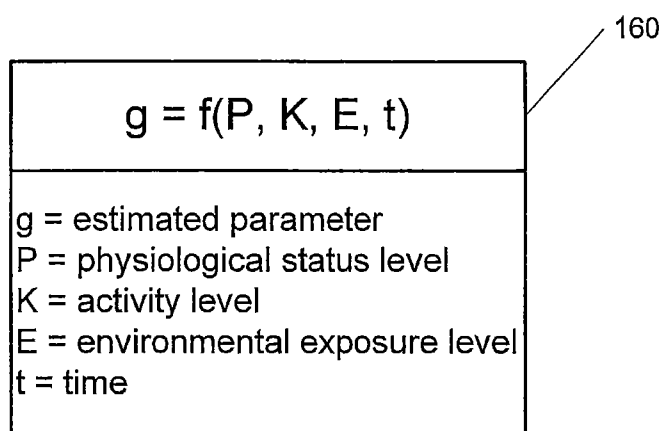 160
g = f(P, K, E, t)
g = estimated parameter
P = physiological status level
K = activity level
E = environmental exposure level
t = time